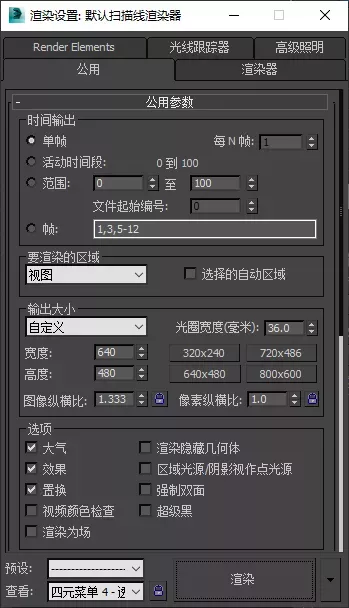 渲染设置: 默认扫描线渲染器
Render Elements 光线跟踪器 高级照明
公用 渲染器
- 公用参数
时间输出
单帧 每 N 帧: 1
活动时间段: 0 到 100
范围: 0 至 100
文件起始编号: 0
帧: 1,3,5-12
要渲染的区域
视图 选择的自动区域
输出大小
自定义 光圈宽度(毫米): 36.0
宽度: 640 320x240 720x486
高度: 480 640x480 800x600
图像纵横比: 1.333 像素纵横比: 1.0
选项
大气 渲染隐藏几何体
效果 区域光源/阴影视作点光源
置换 强制双面
视频颜色检查 超级黑
渲染为场
预设: --------------------
查看: 四元菜单 4 - 透 渲染